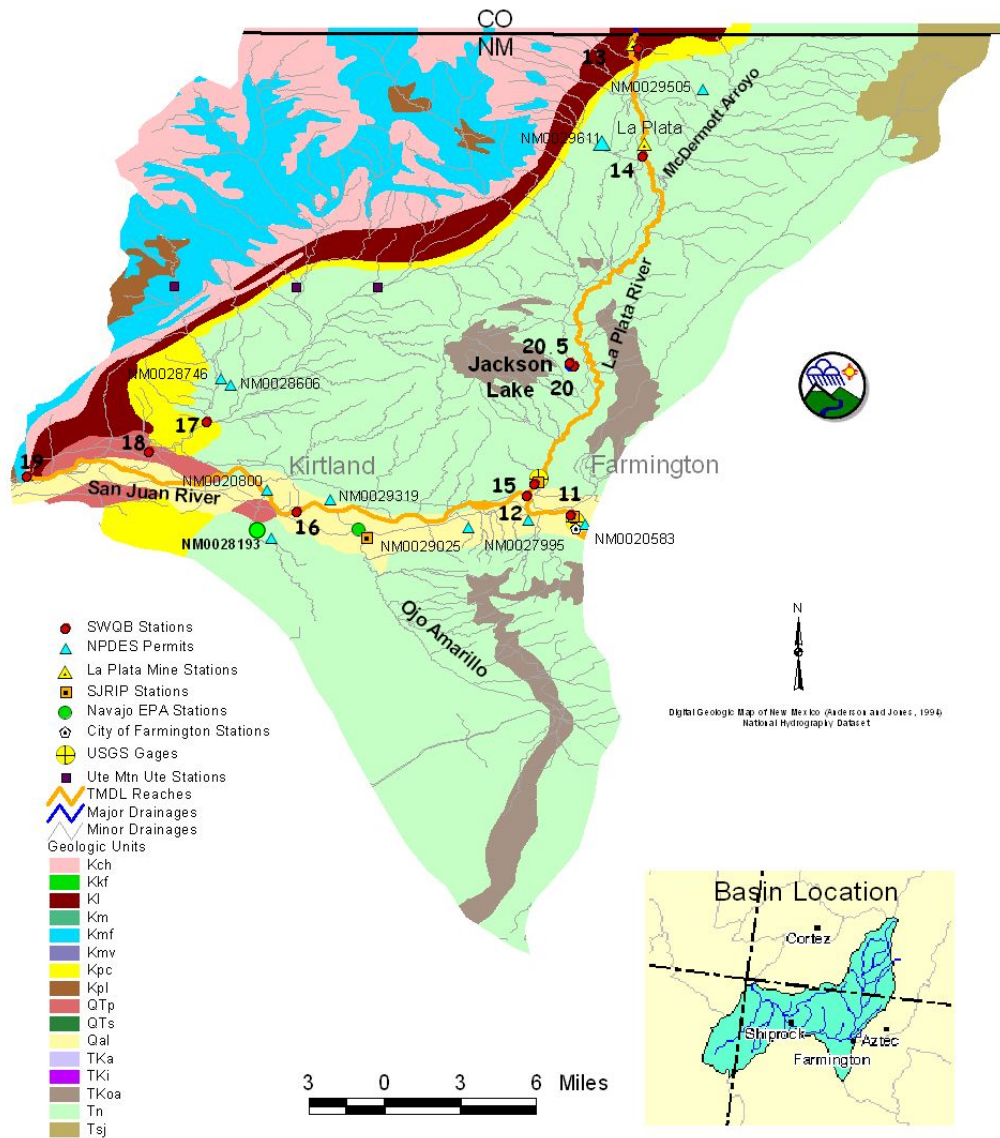 CO
NM
13
NM0029505
McDermott Arroyo
La Plata
NM0029611
14
La Plata River
20 5
Jackson
Lake 20
NM0028746
NM0028606
17
18
19
Kirtland
Farmington
San Juan River
NM0020800
NM0029319
15
11
16
12
NM0028193
NM0029025
NM0027995
NM0020583
Ojo Amarillo
N
Digital Geologic Map of New Mexico (Anderson and Jones, 1994)
National Hydrography Dataset
SWQB Stations
NPDES Permits
La Plata Mine Stations
SJRIP Stations
Navajo EPA Stations
City of Farmington Stations
USGS Gages
Ute Mtn Ute Stations
TMDL Reaches
Major Drainages
Minor Drainages
Geologic Units
Kch
Kkf
Kl
Km
Kmf
Kmv
Kpc
Kpl
QTp
QTs
Qal
TKa
TKi
TKoa
Tn
Tsj
3 0 3 6 Miles
Basin Location
Cortez
Shiprock
Aztec
Farmington